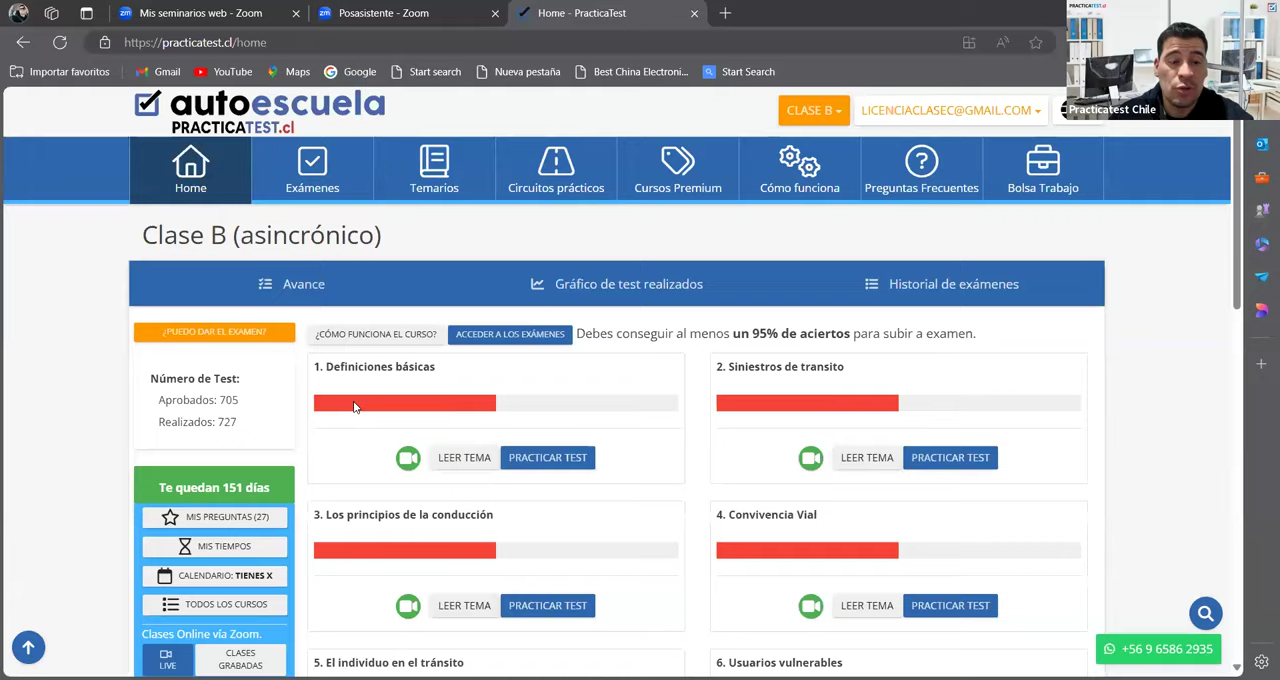 Mis seminarios web - Zoom
Posasistente - Zoom
Home - PracticaTest
https://practicatest.cl/home
Importar favoritos
Gmail
YouTube
Maps
Google
Start search
Nueva pestaña
Best China Electroni...
Start Search
PRACTICATEST.cl
Practicatest Chile
autoescuela
PRACTICATEST.cl
CLASE B
LICENCIACLASEC@GMAIL.COM
Home
Exámenes
Temarios
Circuitos prácticos
Cursos Premium
Cómo funciona
Preguntas Frecuentes
Bolsa Trabajo
Clase B (asincrónico)
Avance
Gráfico de test realizados
Historial de exámenes
¿PUEDO DAR EL EXAMEN?
¿CÓMO FUNCIONA EL CURSO?
ACCEDER A LOS EXÁMENES
Debes conseguir al menos un 95% de aciertos para subir a examen.
Número de Test:
Aprobados: 705
Realizados: 727
1. Definiciones básicas
LEER TEMA
PRACTICAR TEST
2. Siniestros de transito
LEER TEMA
PRACTICAR TEST
Te quedan 151 días
MIS PREGUNTAS (27)
MIS TIEMPOS
CALENDARIO: TIENES X
TODOS LOS CURSOS
Clases Online vía Zoom.
LIVE
CLASES
GRABADAS
3. Los principios de la conducción
LEER TEMA
PRACTICAR TEST
4. Convivencia Vial
LEER TEMA
PRACTICAR TEST
5. El individuo en el tránsito
6. Usuarios vulnerables
+56 9 6586 2935